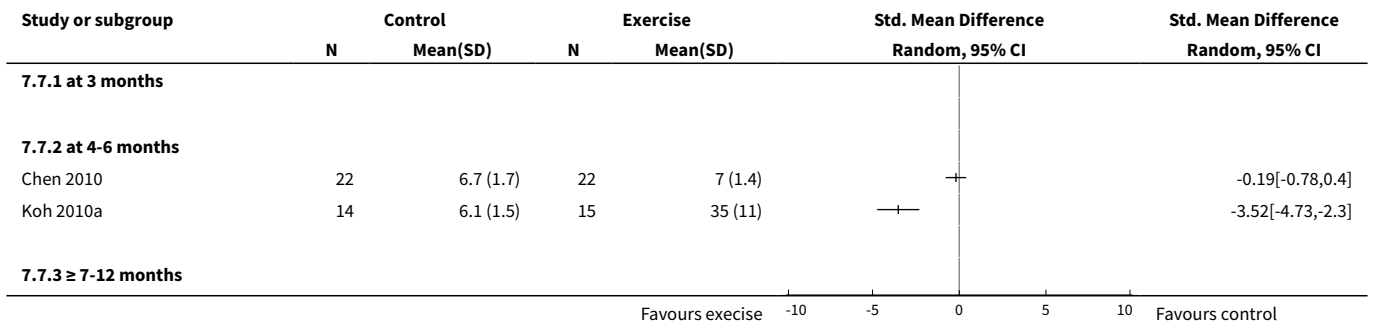 Study or subgroup Control Exercise Std. Mean Difference Std. Mean Difference
N Mean(SD) N Mean(SD) Random, 95% CI Random, 95% CI
7.7.1 at 3 months
7.7.2 at 4-6 months
Chen 2010 22 6.7 (1.7) 22 7 (1.4) -0.19[-0.78,0.4]
Koh 2010a 14 6.1 (1.5) 15 35 (11) -3.52[-4.73,-2.3]
7.7.3 ≥ 7-12 months
Favours execise -10 -5 0 5 10 Favours control